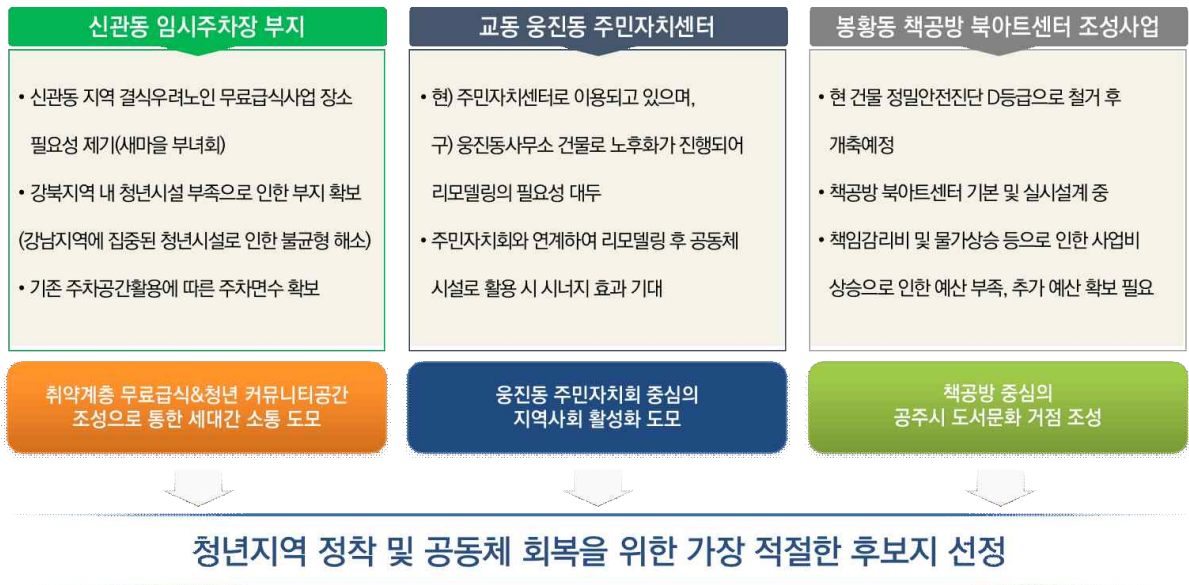 신관동 임시주차장 부지
• 신관동 지역 결식우려노인 무료급식사업 장소
필요성 제기(새마을 부녀회)
• 강북지역 내 청년시설 부족으로 인한 부지 확보
(강남지역에 집중된 청년시설로 인한 불균형 해소)
• 기존 주차공간활용에 따른 주차면수 확보
취약계층 무료급식&청년 커뮤니티공간
조성으로 통한 세대간 소통 도모
교동 웅진동 주민자치센터
• 현) 주민자치센터로 이용되고 있으며,
구) 웅진동사무소 건물로 노후화가 진행되어
리모델링의 필요성 대두
• 주민자치회와 연계하여 리모델링 후 공동체
시설로 활용 시 시너지 효과 기대
웅진동 주민자치회 중심의
지역사회 활성화 도모
봉황동 책공방 북아트센터 조성사업
• 현 건물 정밀안전진단 D등급으로 철거 후
개축예정
• 책공방 북아트센터 기본 및 실시설계 중
• 책임감리비 및 물가상승 등으로 인한 사업비
상승으로 인한 예산 부족, 추가 예산 확보 필요
책공방 중심의
공주시 도서문화 거점 조성
청년지역 정착 및 공동체 회복을 위한 가장 적절한 후보지 선정